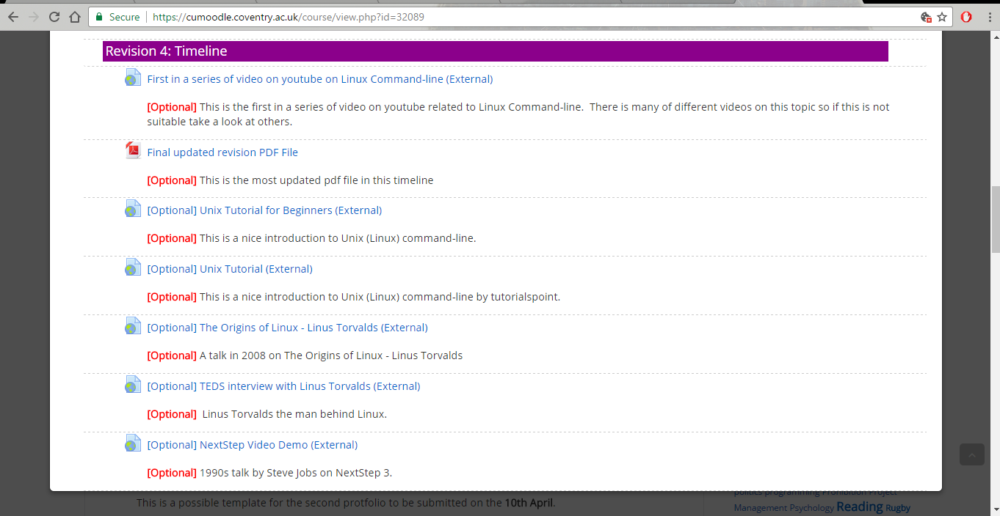 Secure https://cumoodle.coventry.ac.uk/course/view.php?id=32089
Revision 4: Timeline
First in a series of video on youtube on Linux Command-line (External)
[Optional] This is the first in a series of video on youtube related to Linux Command-line. There is many of different videos on this topic so if this is not
suitable take a look at others.
Final updated revision PDF File
[Optional] This is the most updated pdf file in this timeline
[Optional] Unix Tutorial for Beginners (External)
[Optional] This is a nice introduction to Unix (Linux) command-line.
[Optional] Unix Tutorial (External)
[Optional] This is a nice introduction to Unix (Linux) command-line by tutorialspoint.
[Optional] The Origins of Linux - Linus Torvalds (External)
[Optional] A talk in 2008 on The Origins of Linux - Linus Torvalds
[Optional] TEDS interview with Linus Torvalds (External)
[Optional] Linus Torvalds the man behind Linux.
[Optional] NextStep Video Demo (External)
[Optional] 1990s talk by Steve Jobs on NextStep 3.
This is a possible template for the second protfolio to be submitted on the 10th April.
politics programming Prohibition Project
Management Psychology Reading Rugby